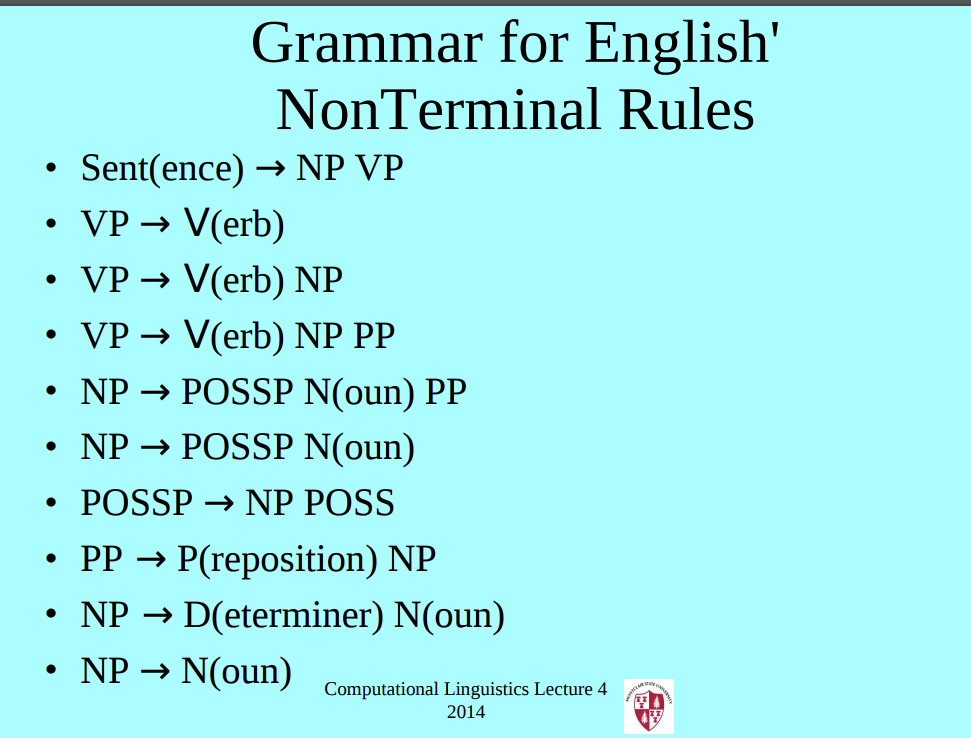 Grammar for English'
NonTerminal Rules
• Sent(ence) → NP VP
• VP → V(erb)
• VP → V(erb) NP
• VP → V(erb) NP PP
• NP → POSSP N(oun) PP
• NP → POSSP N(oun)
• POSSP → NP POSS
• PP → P(reposition) NP
• NP → D(eterminer) N(oun)
• NP → N(oun)
Computational Linguistics Lecture 4
2014
MONTCLAIR STATE UNIVERSITY